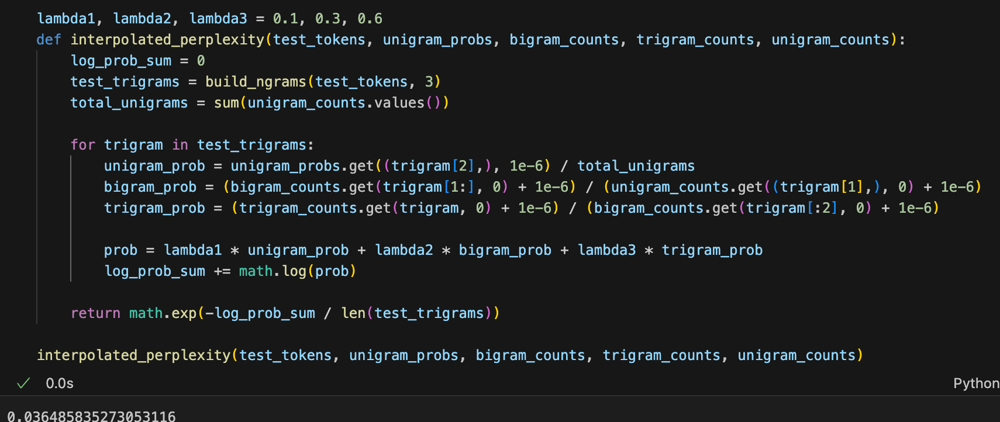 lambda1, lambda2, lambda3 = 0.1, 0.3, 0.6
def interpolated_perplexity(test_tokens, unigram_probs, bigram_counts, trigram_counts, unigram_counts):
    log_prob_sum = 0
    test_trigrams = build_ngrams(test_tokens, 3)
    total_unigrams = sum(unigram_counts.values())

    for trigram in test_trigrams:
        unigram_prob = unigram_probs.get((trigram[2],), 1e-6) / total_unigrams
        bigram_prob = (bigram_counts.get(trigram[1:], 0) + 1e-6) / (unigram_counts.get((trigram[1],), 0) + 1e-6)
        trigram_prob = (trigram_counts.get(trigram, 0) + 1e-6) / (bigram_counts.get(trigram[:2], 0) + 1e-6)

        prob = lambda1 * unigram_prob + lambda2 * bigram_prob + lambda3 * trigram_prob
        log_prob_sum += math.log(prob)

    return math.exp(-log_prob_sum / len(test_trigrams))

interpolated_perplexity(test_tokens, unigram_probs, bigram_counts, trigram_counts, unigram_counts)
✓ 0.0s
Python
0.036485835273053116